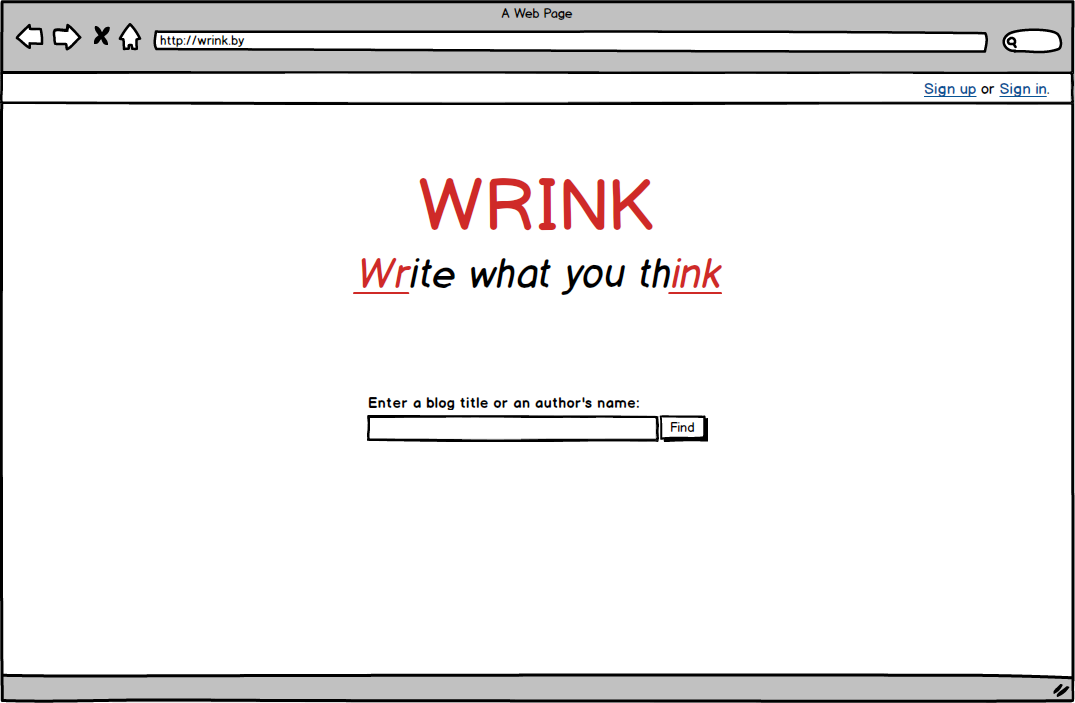 A Web Page
http://wrink.by
Sign up or Sign in.
WRINK
Write what you think
Enter a blog title or an author's name:
Find